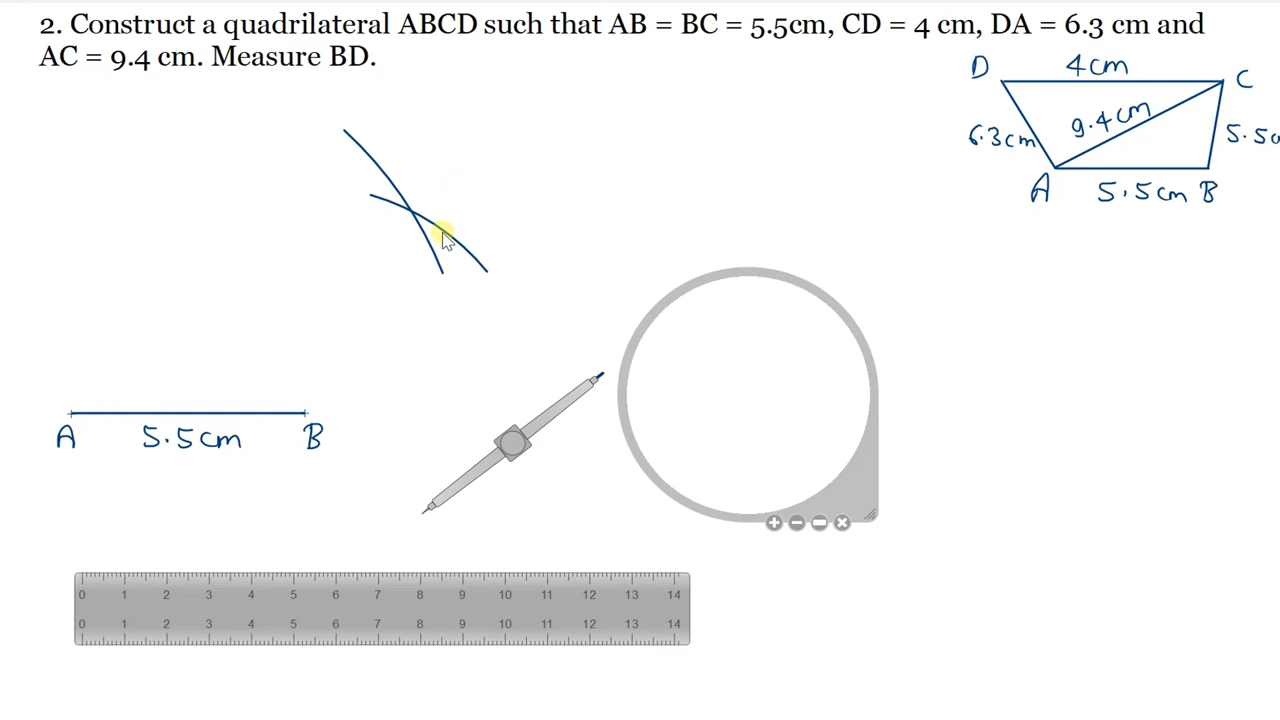 2. Construct a quadrilateral ABCD such that AB = BC = 5.5cm, CD = 4 cm, DA = 6.3 cm and
AC = 9.4 cm. Measure BD.
D 4cm C
6.3cm 9.4cm 5.5c
A 5.5cm B
A 5.5cm B
0 1 2 3 4 5 6 7 8 9 10 11 12 13 14
0 1 2 3 4 5 6 7 8 9 10 11 12 13 14